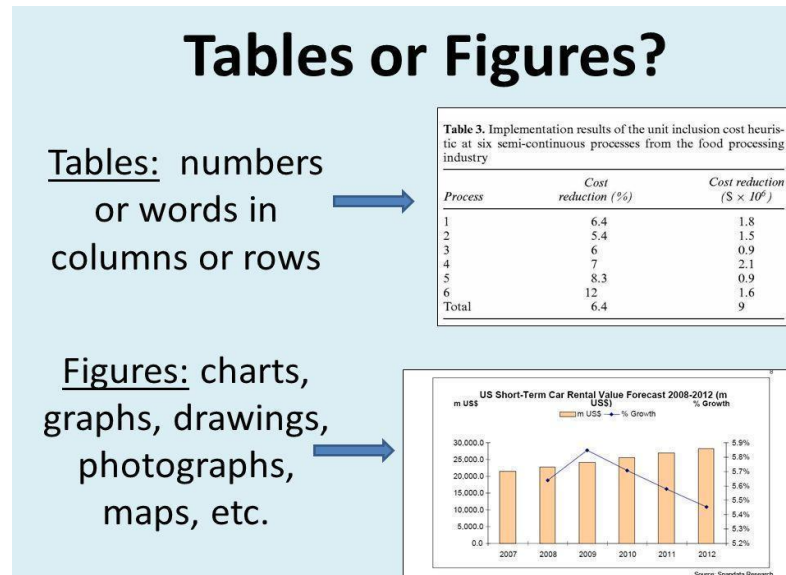 Tables or Figures?
Tables: numbers
or words in
columns or rows
Table 3. Implementation results of the unit inclusion cost heuris-
tic at six semi-continuous processes from the food processing
industry
Process Cost reduction (%) Cost reduction ($ × 10⁶)
1 6.4 1.8
2 5.4 1.5
3 6 0.9
4 7 2.1
5 8.3 0.9
6 12 1.6
Total 6.4 9
Figures: charts,
graphs, drawings,
photographs,
maps, etc.
US Short-Term Car Rental Value Forecast 2008-2012 (m
US$)
m US$ % Growth
m US$ % Growth
30,000.0 5.9%
25,000.0 5.8%
20,000.0 5.7%
15,000.0 5.6%
10,000.0 5.5%
5,000.0 5.4%
0.0 5.3%
5.2%
2007 2008 2009 2010 2011 2012
Source: Snapdata Research